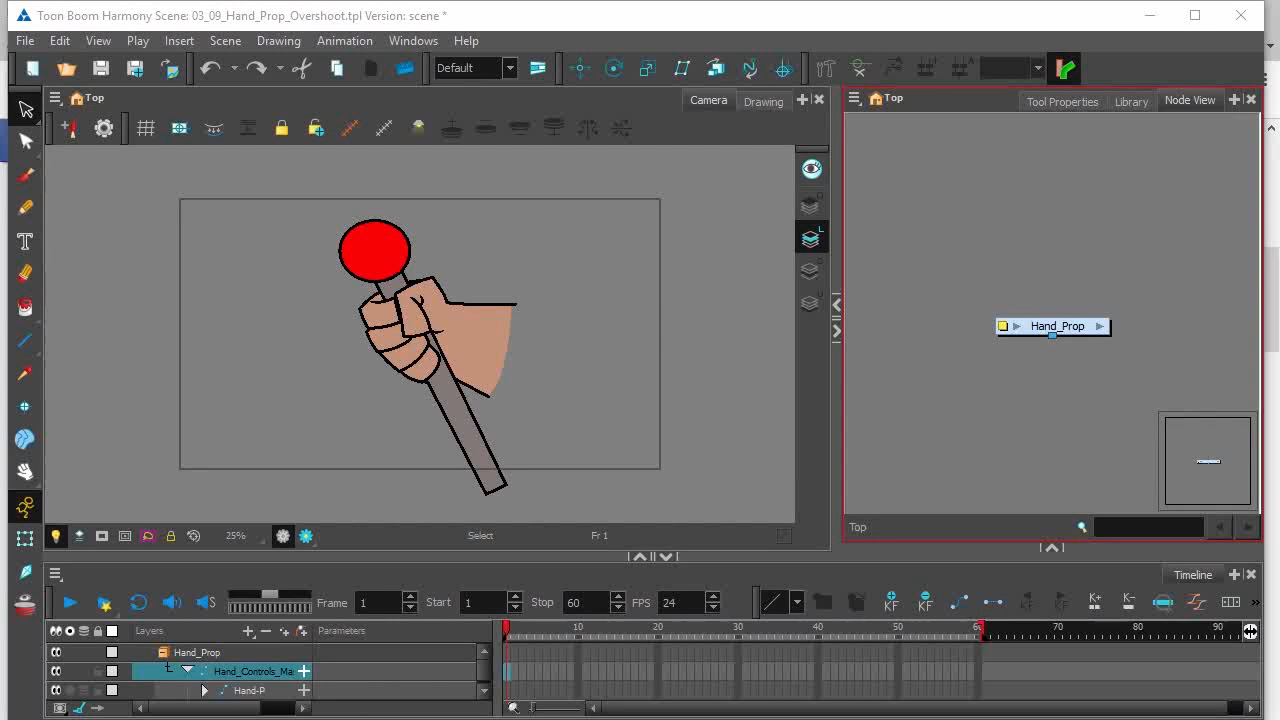 Toon Boom Harmony Scene: 03_09_Hand_Prop_Overshoot.tpl Version: scene *
File Edit View Play Insert Scene Drawing Animation Windows Help
Default
Top Camera Drawing
Top Tool Properties Library Node View
Hand_Prop
25% Select Fr 1
Top
Timeline
Frame 1 Start 1 Stop 60 FPS 24
KF KF K+ K-
Layers Parameters 10 20 30 40 50 60 70 80 90
Hand_Prop
Hand_Controls_Ma
Hand-P